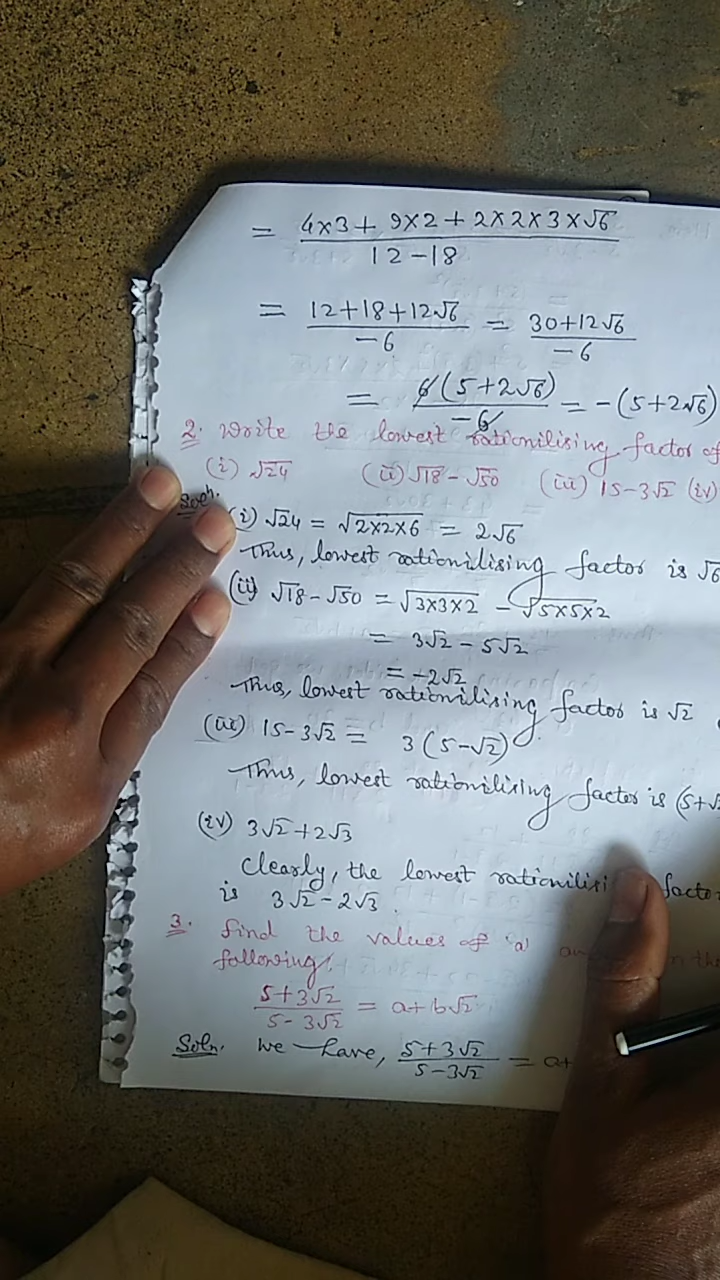 = (4×3 + 9×2 + 2×2×3×√6) / (12-18)
= (12+18+12√6) / -6 = (30+12√6) / -6
= 6(5+2√6) / -6 = -(5+2√6)
2. Write the lowest rationilising factor of
(i) √24 (ii) √18 - √50 (iii) 15-3√2 (iv)
Soln. (i) √24 = √2×2×6 = 2√6
Thus, lowest rationilising factor is √6
(ii) √18 - √50 = √3×3×2 - √5×5×2
= 3√2 - 5√2
= -2√2
Thus, lowest rationilising factor is √2
(iii) 15-3√2 = 3(5-√2)
Thus, lowest rationilising factor is (5+√2
(iv) 3√2+2√3
Clearly, the lowest facto
is 3√2-2√3.
3. find the values of 'a'
following:
(5+3√2) / (5-3√2) = a+b√2
Soln. We have, (5+3√2) / (5-3√2) = a+